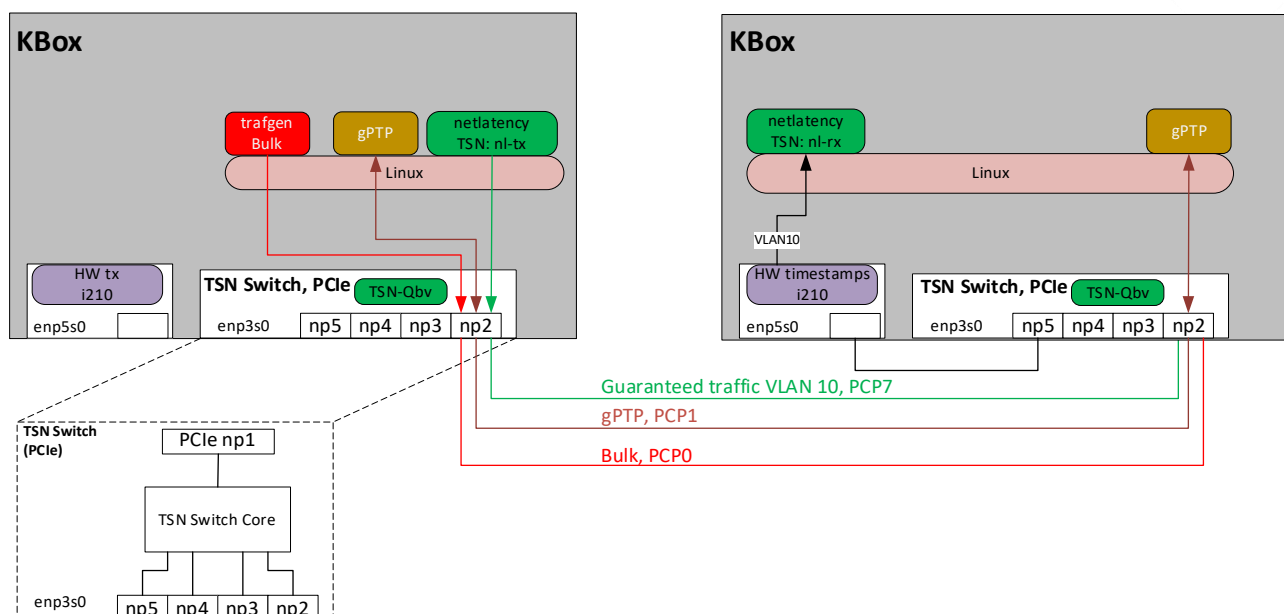 KBox
trafgen
Bulk
gPTP
netlatency
TSN: nl-tx
Linux
HW tx
i210
enp5s0
TSN Switch, PCIe
TSN-Qbv
enp3s0
np5
np4
np3
np2
KBox
netlatency
TSN: nl-rx
gPTP
Linux
VLAN10
HW timestamps
i210
enp5s0
TSN Switch, PCIe
TSN-Qbv
enp3s0
np5
np4
np3
np2
Guaranteed traffic VLAN 10, PCP7
gPTP, PCP1
Bulk, PCP0
TSN Switch
(PCIe)
PCIe np1
TSN Switch Core
enp3s0
np5
np4
np3
np2